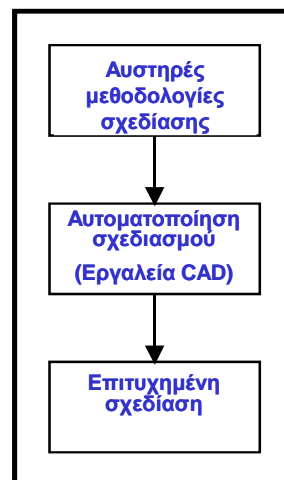 Αυστηρές
μεθοδολογίες
σχεδίασης
Αυτοματοποίηση
σχεδιασμού
(Εργαλεία CAD)
Επιτυχημένη
σχεδίαση